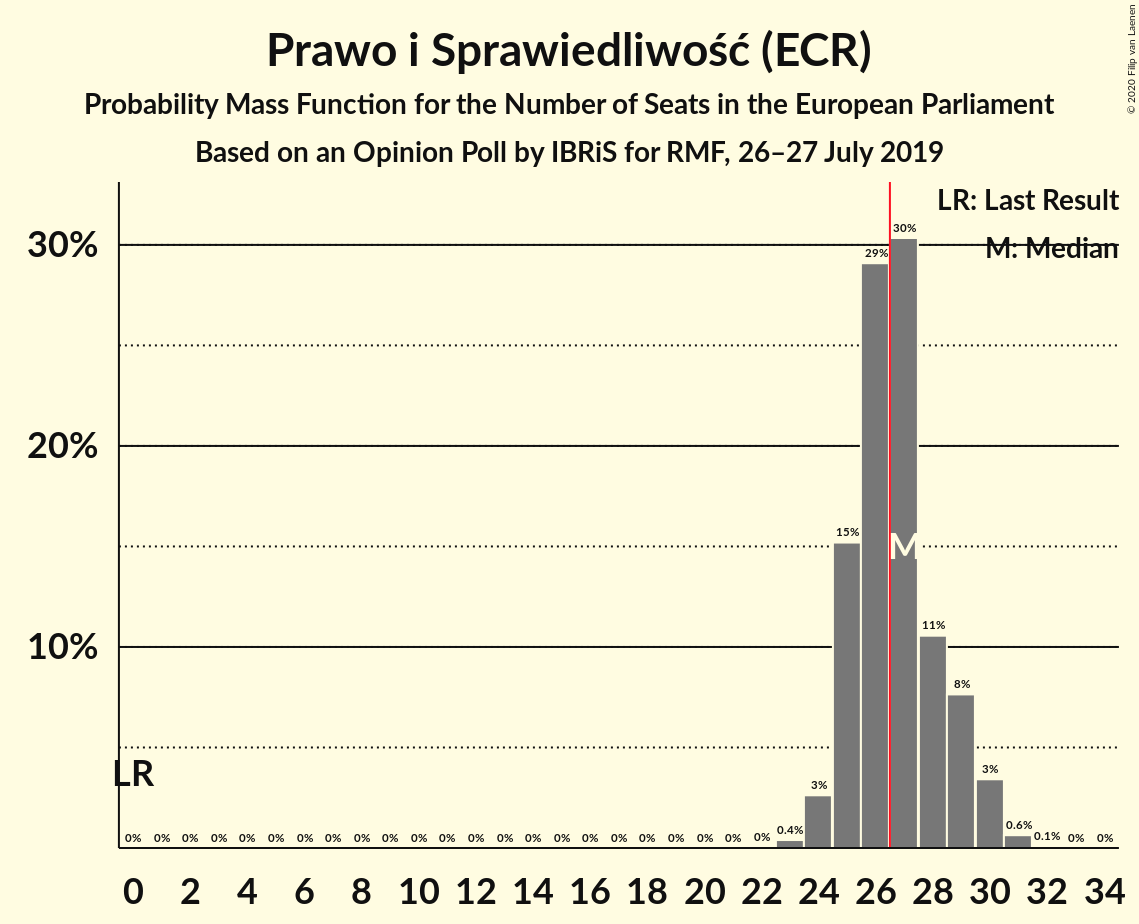 Prawo i Sprawiedliwość (ECR)
Probability Mass Function for the Number of Seats in the European Parliament
Based on an Opinion Poll by IBRiS for RMF, 26–27 July 2019
© 2020 Filip van Laenen
LR: Last Result
M: Median
30%
20%
10%
30%
29%
15%
M
11%
8%
LR
3% 3%
0% 0% 0% 0% 0% 0% 0% 0% 0% 0% 0% 0% 0% 0% 0% 0% 0% 0% 0% 0% 0% 0% 0% 0.4% 0.6% 0.1% 0% 0%
0 2 4 6 8 10 12 14 16 18 20 22 24 26 28 30 32 34